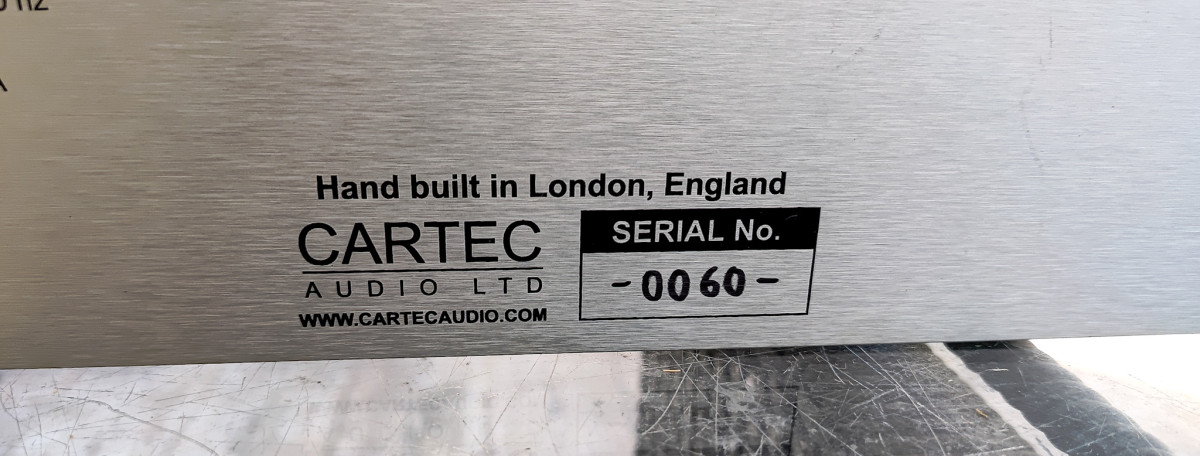 Hand built in London, England
CARTEC
AUDIO LTD
WWW.CARTECAUDIO.COM
SERIAL No.
-0060-